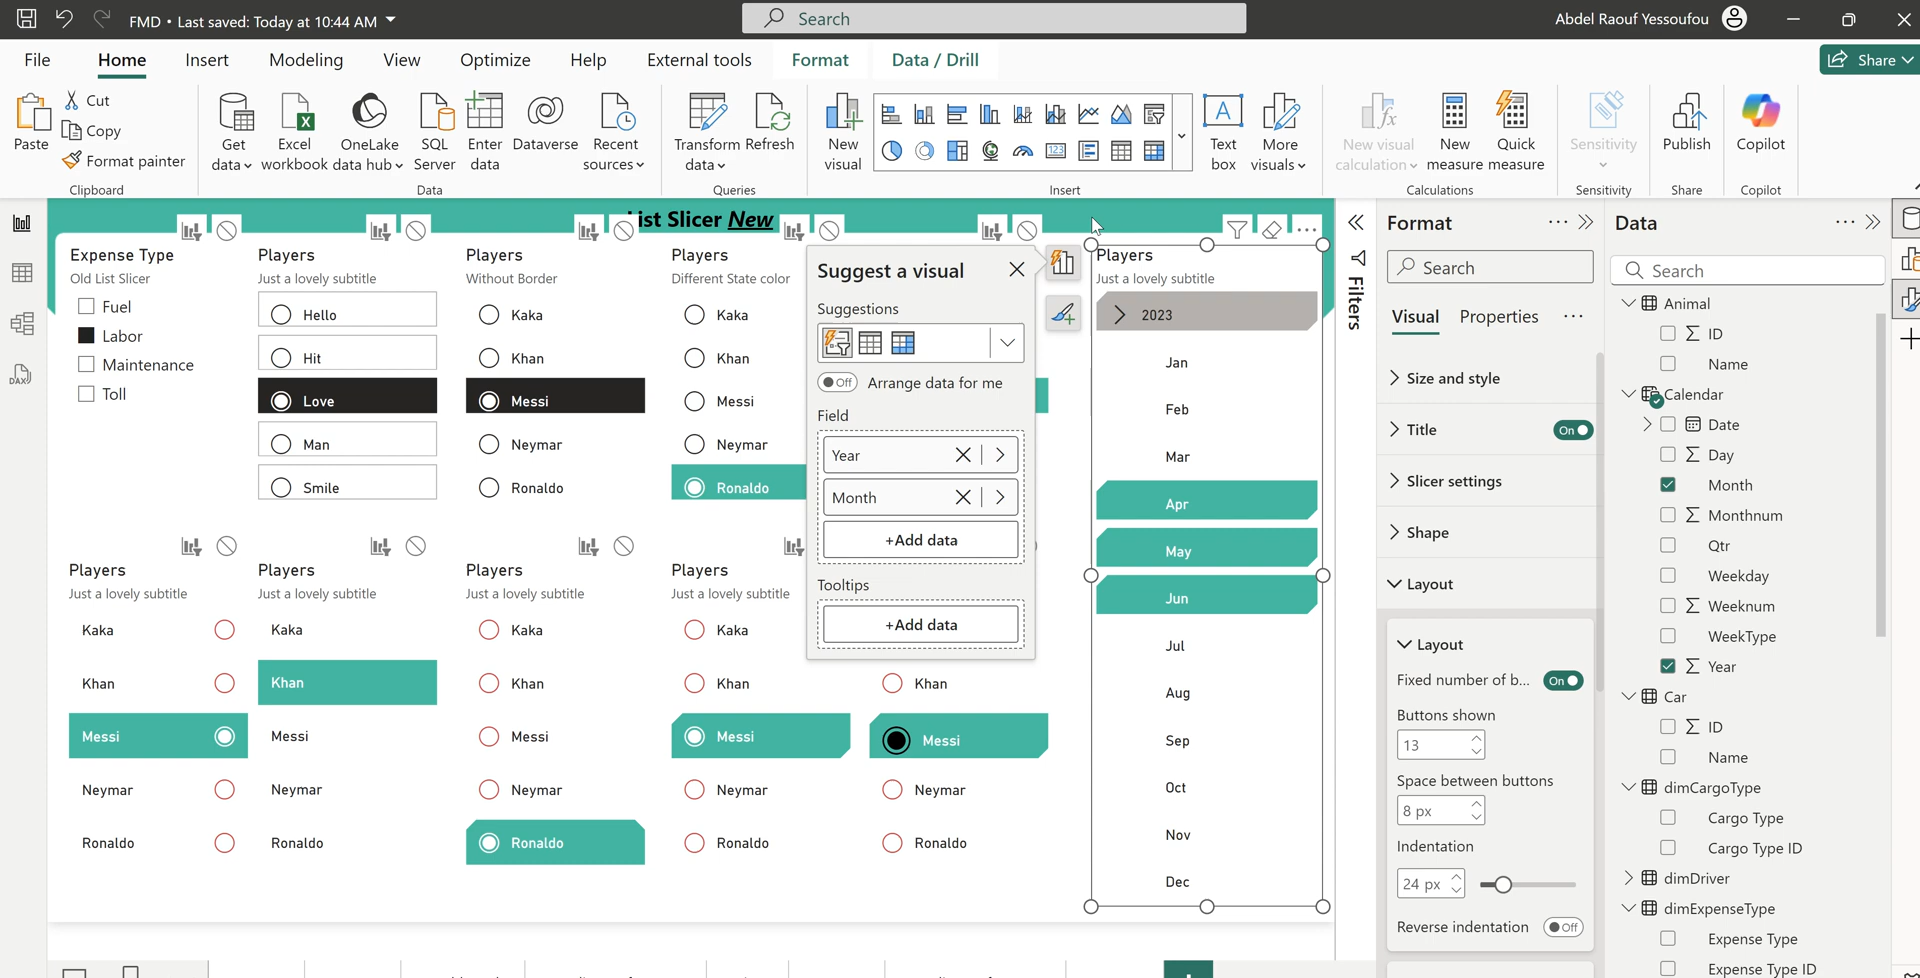 FMD • Last saved: Today at 10:44 AM
Search
Abdel Raouf Yessoufou
File
Home
Insert
Modeling
View
Optimize
Help
External tools
Format
Data / Drill
Share
Paste
Cut
Copy
Format painter
Clipboard
Get data
Excel workbook
OneLake data hub
SQL Server
Enter data
Dataverse
Recent sources
Data
Transform data
Refresh
Queries
New visual
Text box
More visuals
Insert
New visual calculation
New measure
Quick measure
Calculations
Sensitivity
Sensitivity
Publish
Share
Copilot
Copilot
DAX
ist Slicer New
Expense Type
Old List Slicer
Fuel
Labor
Maintenance
Toll
Players
Just a lovely subtitle
Hello
Hit
Love
Man
Smile
Players
Without Border
Kaka
Khan
Messi
Neymar
Ronaldo
Players
Different State color
Kaka
Khan
Messi
Neymar
Ronaldo
Suggest a visual
Suggestions
Off
Arrange data for me
Field
Year
Month
+Add data
Tooltips
+Add data
Players
Just a lovely subtitle
2023
Jan
Feb
Mar
Apr
May
Jun
Jul
Aug
Sep
Oct
Nov
Dec
Players
Just a lovely subtitle
Kaka
Khan
Messi
Neymar
Ronaldo
Players
Just a lovely subtitle
Kaka
Khan
Messi
Neymar
Ronaldo
Players
Just a lovely subtitle
Kaka
Khan
Messi
Neymar
Ronaldo
Players
Just a lovely subtitle
Kaka
Khan
Messi
Neymar
Ronaldo
Khan
Messi
Neymar
Ronaldo
Filters
Format
Search
Visual
Properties
Size and style
Title
On
Slicer settings
Shape
Layout
Layout
Fixed number of b...
On
Buttons shown
13
Space between buttons
8 px
Indentation
24 px
Reverse indentation
Off
Data
Search
Animal
ID
Name
Calendar
Date
Day
Month
Monthnum
Qtr
Weekday
Weeknum
WeekType
Year
Car
ID
Name
dimCargoType
Cargo Type
Cargo Type ID
dimDriver
dimExpenseType
Expense Type
Expense Type ID